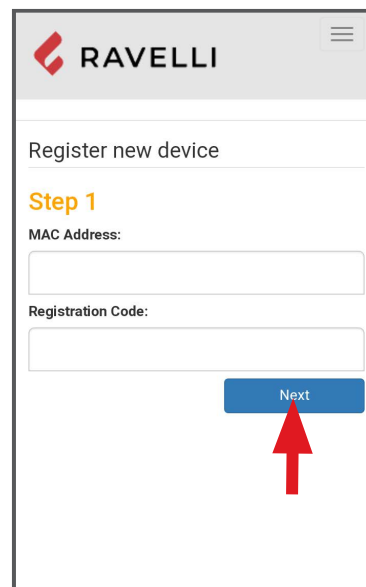 RAVELLI
Register new device
Step 1
MAC Address:
Registration Code:
Next